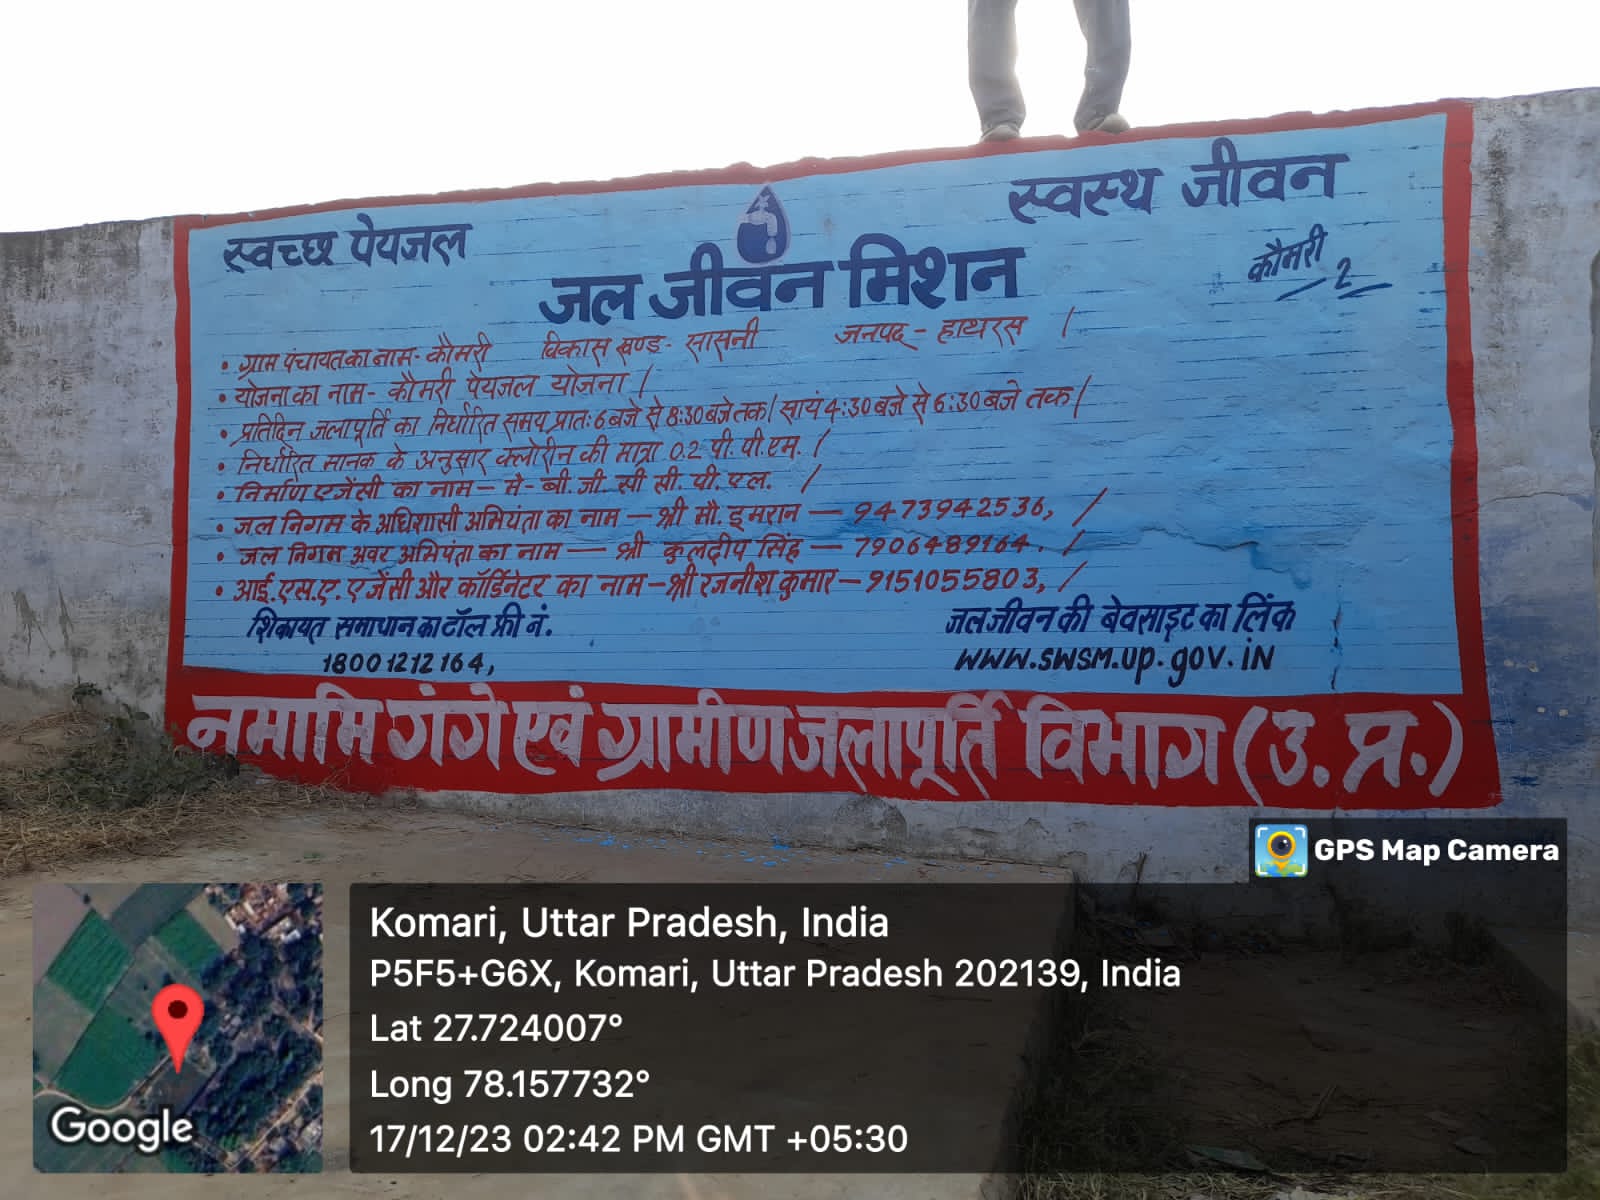 स्वच्छ पेयजल
स्वस्थ जीवन
जल जीवन मिशन
कौमरी 2
• ग्राम पंचायत का नाम- कौमरी विकास खण्ड- सासनी जनपद- हाथरस ।
• योजना का नाम- कौमरी पेयजल योजना ।
• प्रतिदिन जलापूर्ति का निर्धारित समय प्रातः 6 बजे से 8:30 बजे तक। सायं 4:30 बजे से 6:30 बजे तक।
• निर्धारित मानक के अनुसार क्लोरीन की मात्रा 0.2 पी.पी.एम. ।
• निर्माण एजेंसी का नाम – मे- बी.जी. सी सी. पी. एल. ।
• जल निगम के अधिशासी अभियंता का नाम – श्री मौ. इमरान – 9473942536, ।
• जल निगम अवर अभियंता का नाम – श्री कुलदीप सिंह – 7906489164. ।
• आई.एस.ए. एजेंसी और कॉर्डिनेटर का नाम – श्री रजनीश कुमार – 9151055803, ।
शिकायत समाधान का टॉल फ्री नं.
18001212164,
जल जीवन की बेवसाइट का लिंक
www.swsm.up.gov.in
नमामि गंगे एवं ग्रामीण जलापूर्ति विभाग (उ.प्र.)
GPS Map Camera
Komari, Uttar Pradesh, India
P5F5+G6X, Komari, Uttar Pradesh 202139, India
Lat 27.724007°
Long 78.157732°
17/12/23 02:42 PM GMT +05:30
Google